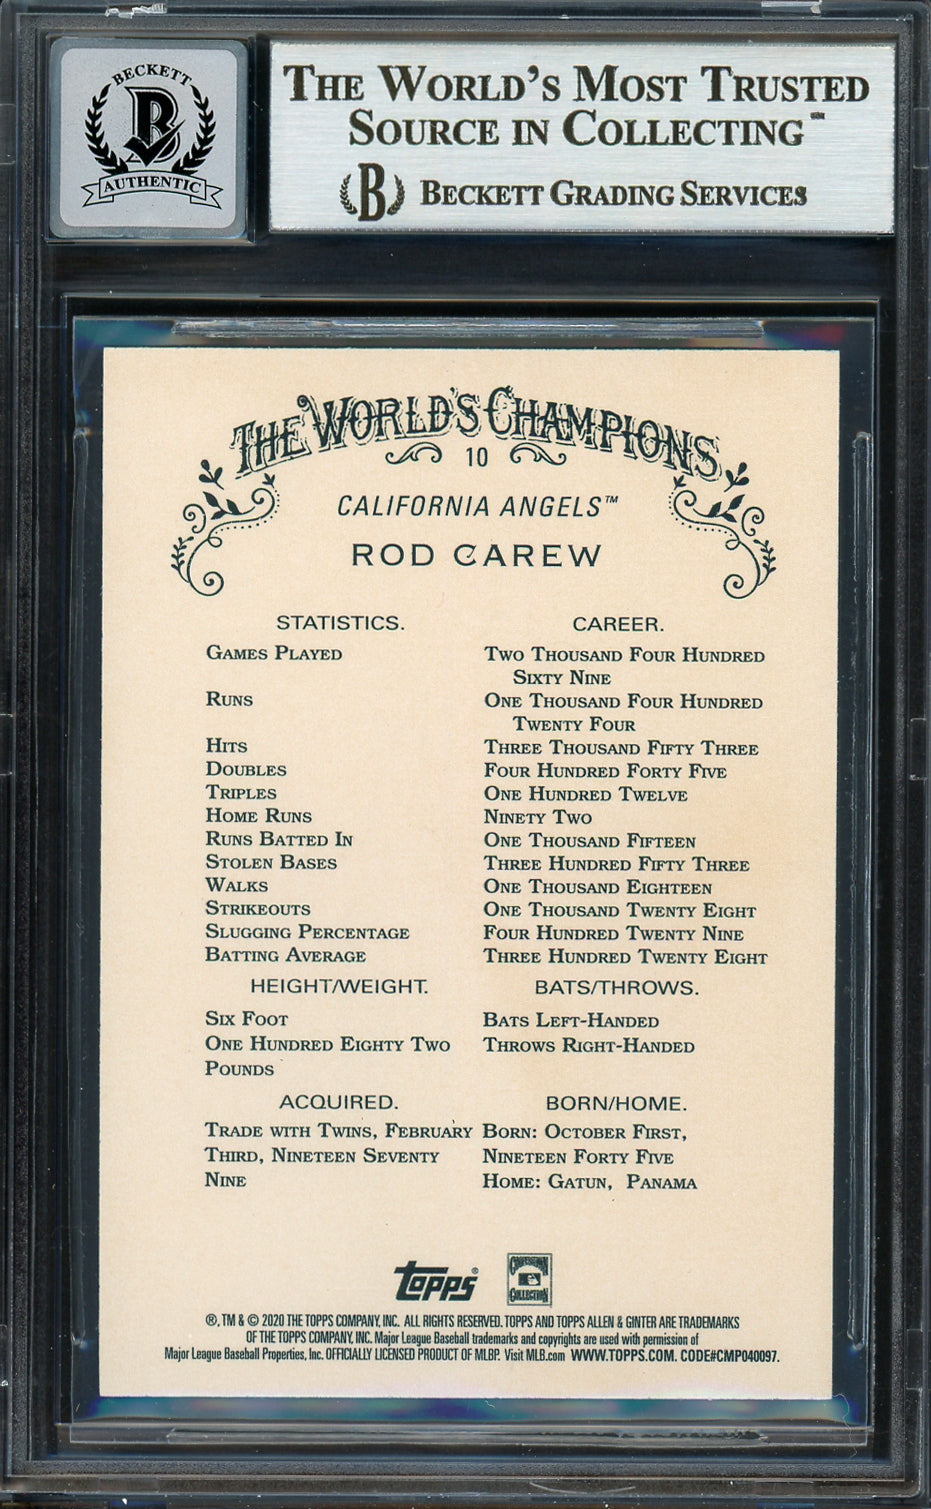 BECKETT
B
AUTHENTIC
THE WORLD'S MOST TRUSTED
SOURCE IN COLLECTING™
B BECKETT GRADING SERVICES
THE WORLD'S CHAMPIONS
10
CALIFORNIA ANGELS™
ROD CAREW
STATISTICS. CAREER.
GAMES PLAYED TWO THOUSAND FOUR HUNDRED
SIXTY NINE
RUNS ONE THOUSAND FOUR HUNDRED
TWENTY FOUR
HITS THREE THOUSAND FIFTY THREE
DOUBLES FOUR HUNDRED FORTY FIVE
TRIPLES ONE HUNDRED TWELVE
HOME RUNS NINETY TWO
RUNS BATTED IN ONE THOUSAND FIFTEEN
STOLEN BASES THREE HUNDRED FIFTY THREE
WALKS ONE THOUSAND EIGHTEEN
STRIKEOUTS ONE THOUSAND TWENTY EIGHT
SLUGGING PERCENTAGE FOUR HUNDRED TWENTY NINE
BATTING AVERAGE THREE HUNDRED TWENTY EIGHT
HEIGHT/WEIGHT. BATS/THROWS.
SIX FOOT BATS LEFT-HANDED
ONE HUNDRED EIGHTY TWO THROWS RIGHT-HANDED
POUNDS
ACQUIRED. BORN/HOME.
TRADE WITH TWINS, FEBRUARY BORN: OCTOBER FIRST,
THIRD, NINETEEN SEVENTY NINETEEN FORTY FIVE
NINE HOME: GATUN, PANAMA
Topps® COOPERSTOWN COLLECTION
®, TM & © 2020 THE TOPPS COMPANY, INC. ALL RIGHTS RESERVED. TOPPS AND TOPPS ALLEN & GINTER ARE TRADEMARKS
OF THE TOPPS COMPANY, INC. Major League Baseball trademarks and copyrights are used with permission of
Major League Baseball Properties, Inc. OFFICIALLY LICENSED PRODUCT OF MLBP. Visit MLB.com WWW.TOPPS.COM. CODE#CMP040097.